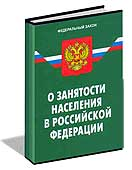 ФЕДЕРАЛЬНЫЙ ЗАКОН
О ЗАНЯТОСТИ
НАСЕЛЕНИЯ
В РОССИЙСКОЙ
ФЕДЕРАЦИИ